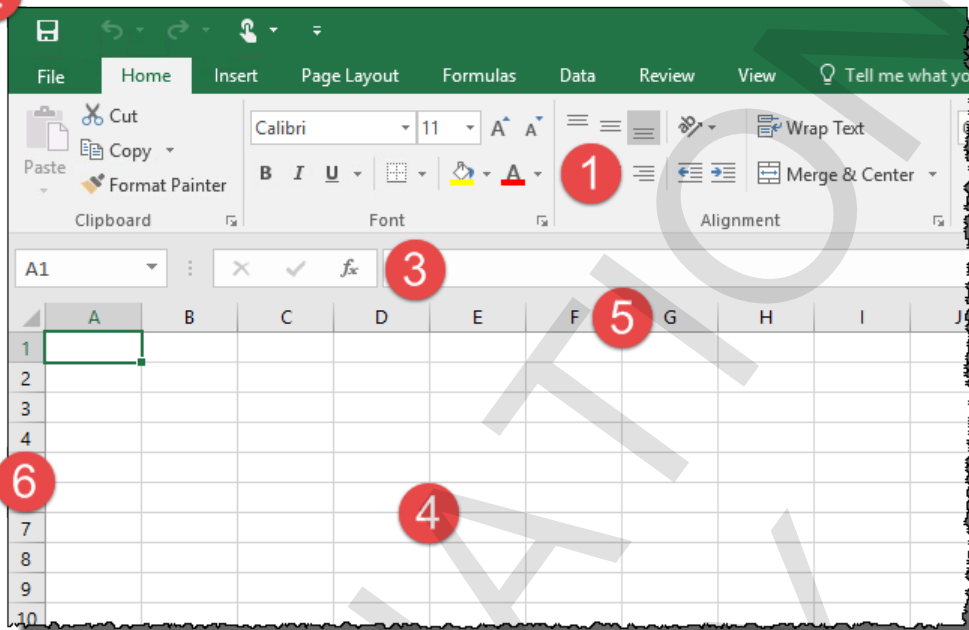 File Home Insert Page Layout Formulas Data Review View Tell me what yo
Cut
Calibri 11 A A
Wrap Text
Copy
Paste
B I U A 1 Merge & Center
Format Painter
Clipboard Font Alignment
A1 fx 3
5
A B C D E F G H I J
1
2
3
4
6
4
7
8
9
10
NATION
Y